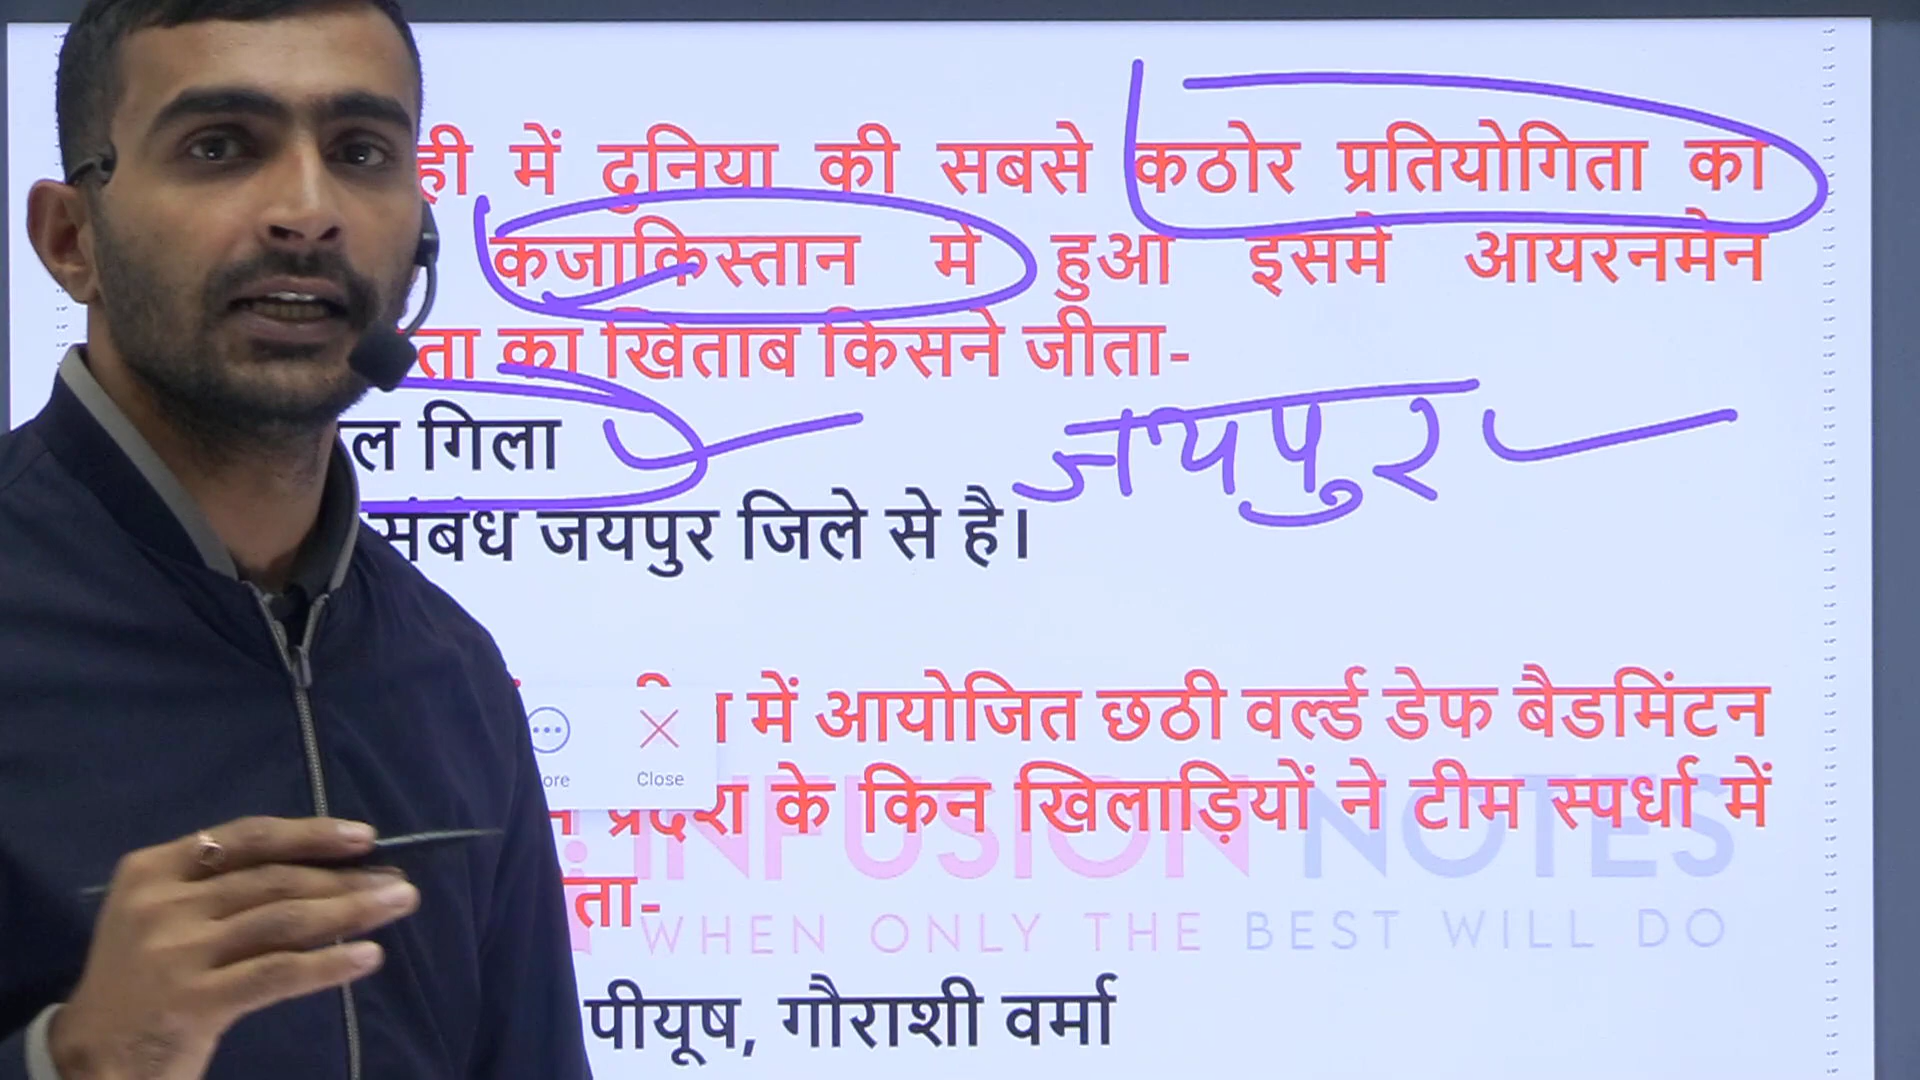 ही में दुनिया की सबसे कठोर प्रतियोगिता का
कजाकिस्तान में हुआ इसमें आयरनमेन
ता का खिताब किसने जीता-
ल गिला
जयपुर
संबंध जयपुर जिले से है।
में आयोजित छठी वर्ल्ड डेफ बैडमिंटन
ore Close
प्रदेश के किन खिलाड़ियों ने टीम स्पर्धा में
INFUSION NOTES
ता-
WHEN ONLY THE BEST WILL DO
पीयूष, गौराशी वर्मा